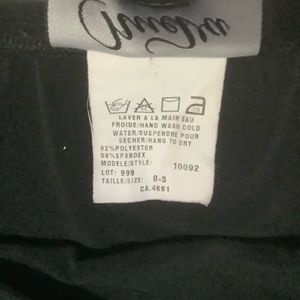 LAVER A LA MAIN EAU
FROIDE/HAND WASH COLD
WATER/SUSPENDRE POUR
SECHER/HANG TO DRY
92%POLYESTER
08%SPANDEX
MODELE/STYLE: 10092
LOT: 999
TAILLE/SIZE: 8-S
CA.4691